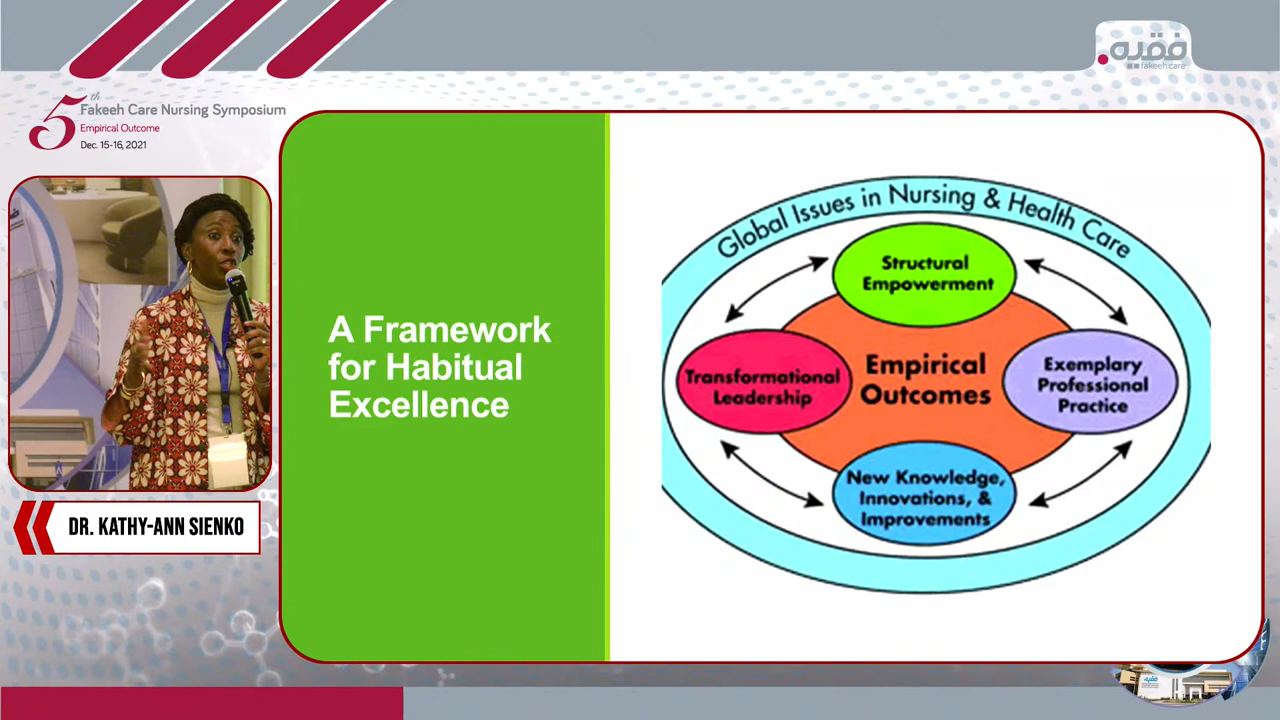 فقيه
fakeeh.care
5th
Fakeeh Care Nursing Symposium
Empirical Outcome
Dec. 15-16, 2021
DR. KATHY-ANN SIENKO
A Framework
for Habitual
Excellence
Global Issues in Nursing & Health Care
Structural
Empowerment
Transformational
Leadership
Empirical
Outcomes
Exemplary
Professional
Practice
New Knowledge,
Innovations, &
Improvements
فقيه